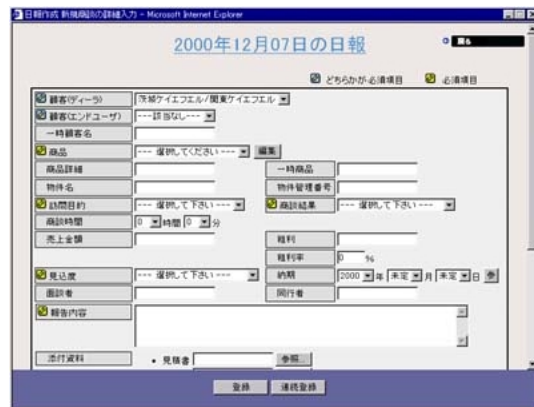 日報作成 新規商談の詳細入力 - Microsoft Internet Explorer
2000年12月07日の日報
戻る
どちらかが必須項目 必須項目
顧客(ディーラ) 茨城ケイエフエル/関東ケイエフエル
顧客(エンドユーザ) ---該当なし---
一時顧客名
商品 --- 選択してください --- 編集
商品詳細 一時商品
物件名 物件管理番号
訪問目的 --- 選択して下さい --- 商談結果 --- 選択して下さい ---
商談時間 0 時間 0 分
売上金額 粗利
粗利率 0 %
見込度 --- 選択して下さい --- 納期 2000 年 未定 月 未定 日 参
面談者 同行者
報告内容
添付資料 • 見積書 参照...
登録 連続登録